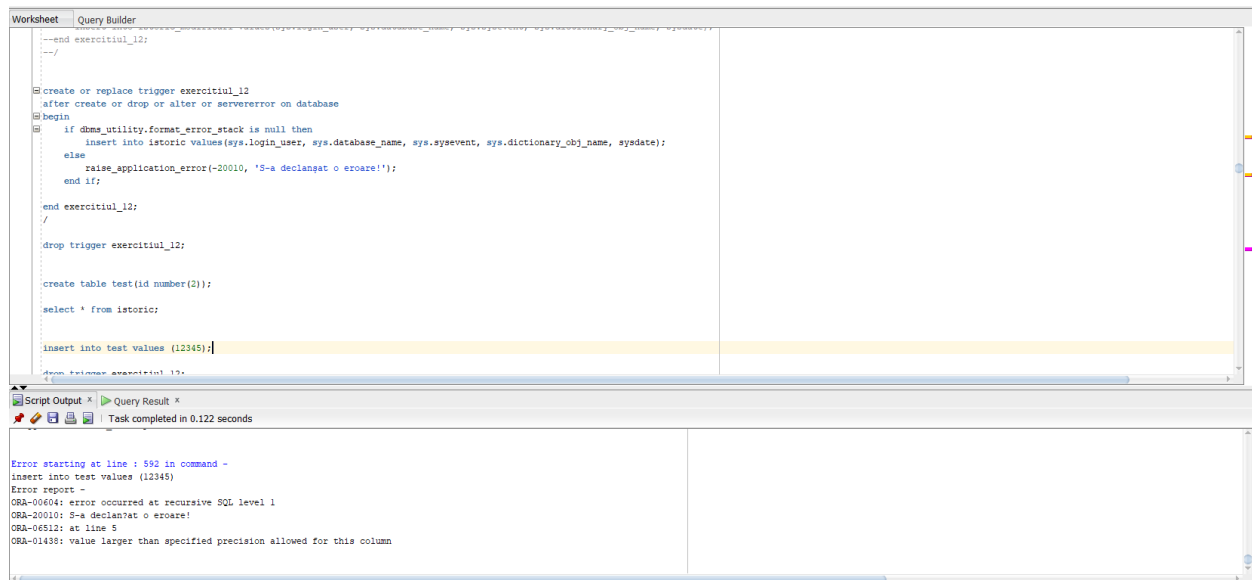 Worksheet Query Builder
--end exercitiul_12;
--/
create or replace trigger exercitiul_12
after create or drop or alter or servererror on database
begin
if dbms_utility.format_error_stack is null then
insert into istoric values(sys.login_user, sys.database_name, sys.sysevent, sys.dictionary_obj_name, sysdate);
else
raise_application_error(-20010, 'S-a declanșat o eroare!');
end if;
end exercitiul_12;
/
drop trigger exercitiul_12;
create table test(id number(2));
select * from istoric;
insert into test values (12345);
drop trigger exercitiul_12;
Script Output x Query Result x
Task completed in 0.122 seconds
Error starting at line : 592 in command -
insert into test values (12345)
Error report -
ORA-00604: error occurred at recursive SQL level 1
ORA-20010: S-a declan?at o eroare!
ORA-06512: at line 5
ORA-01438: value larger than specified precision allowed for this column